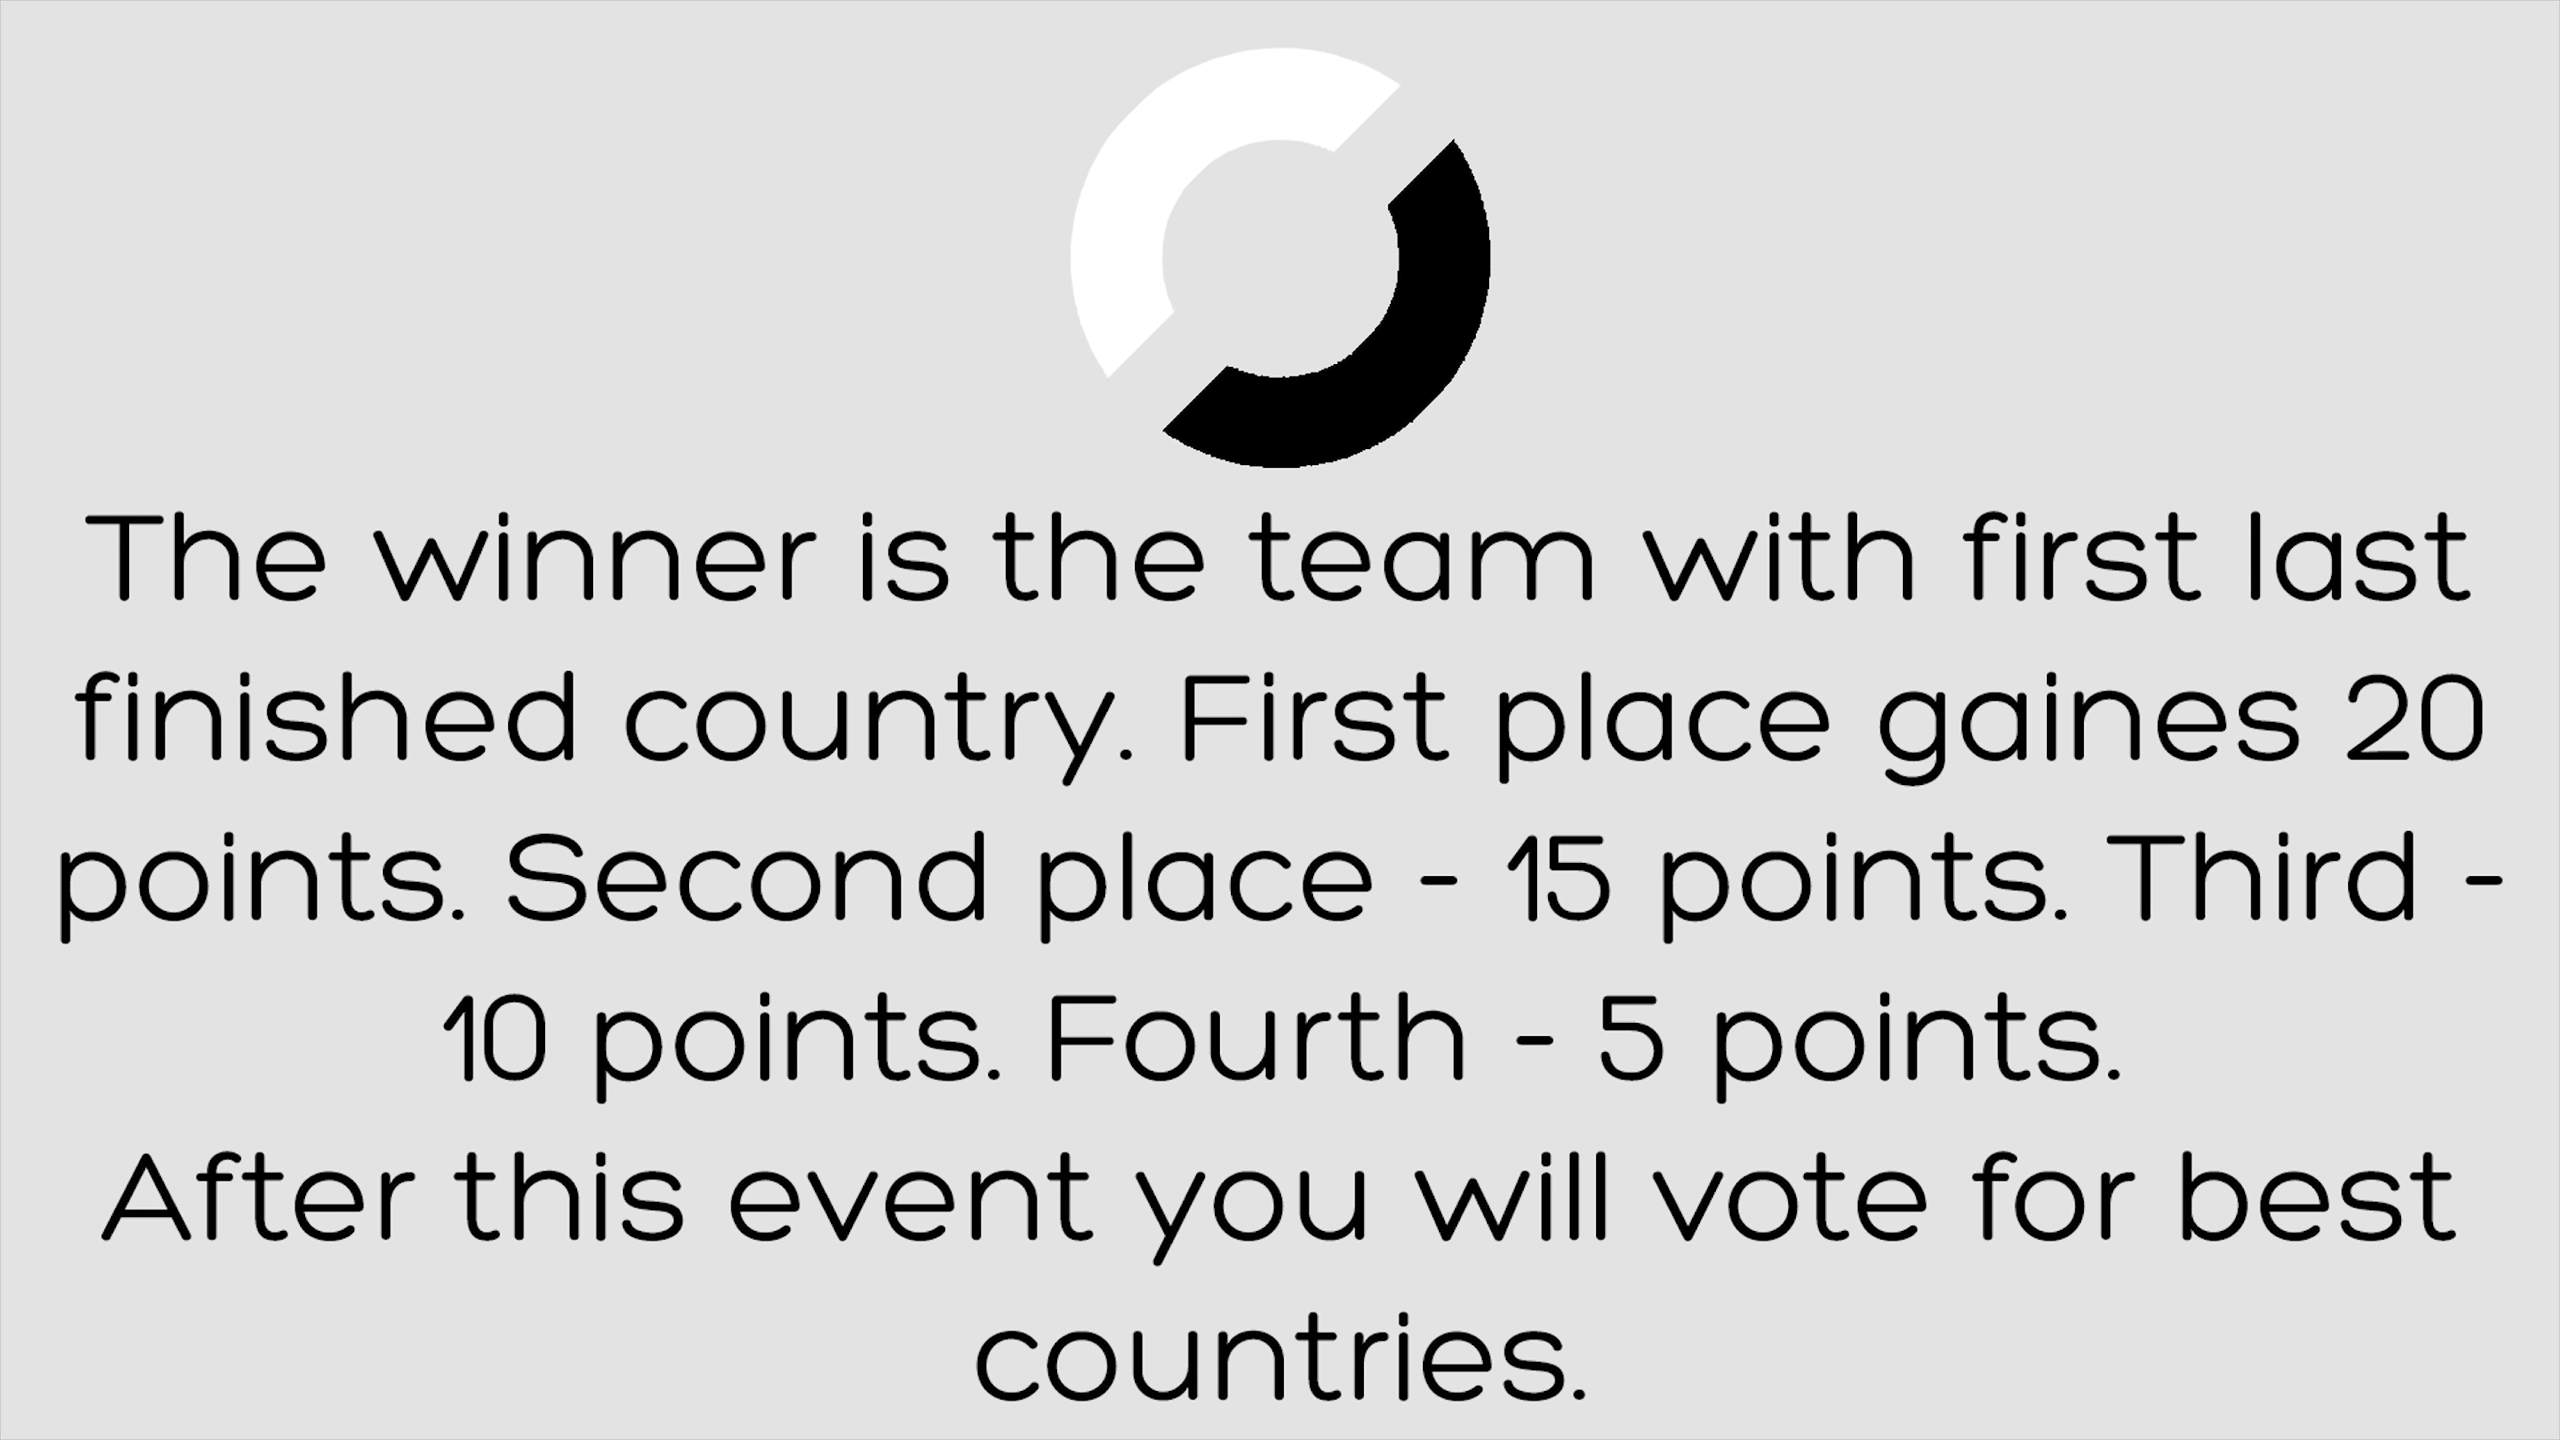 The winner is the team with first last
finished country. First place gaines 20
points. Second place - 15 points. Third -
10 points. Fourth - 5 points.
After this event you will vote for best
countries.